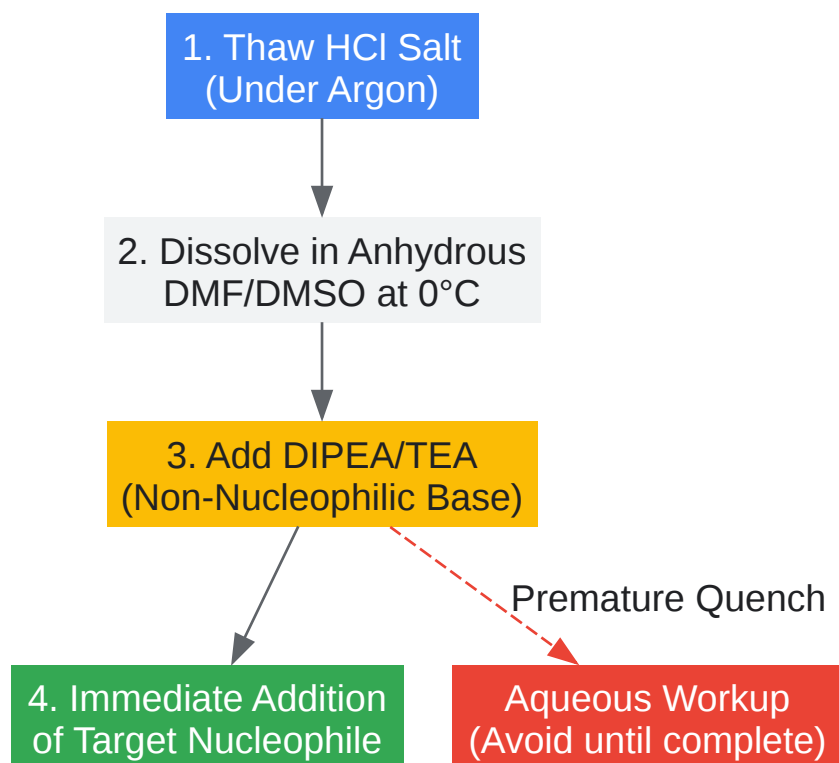 1. Thaw HCl Salt
(Under Argon)
2. Dissolve in Anhydrous
DMF/DMSO at 0°C
3. Add DIPEA/TEA
(Non-Nucleophilic Base)
Premature Quench
4. Immediate Addition
of Target Nucleophile
Aqueous Workup
(Avoid until complete)